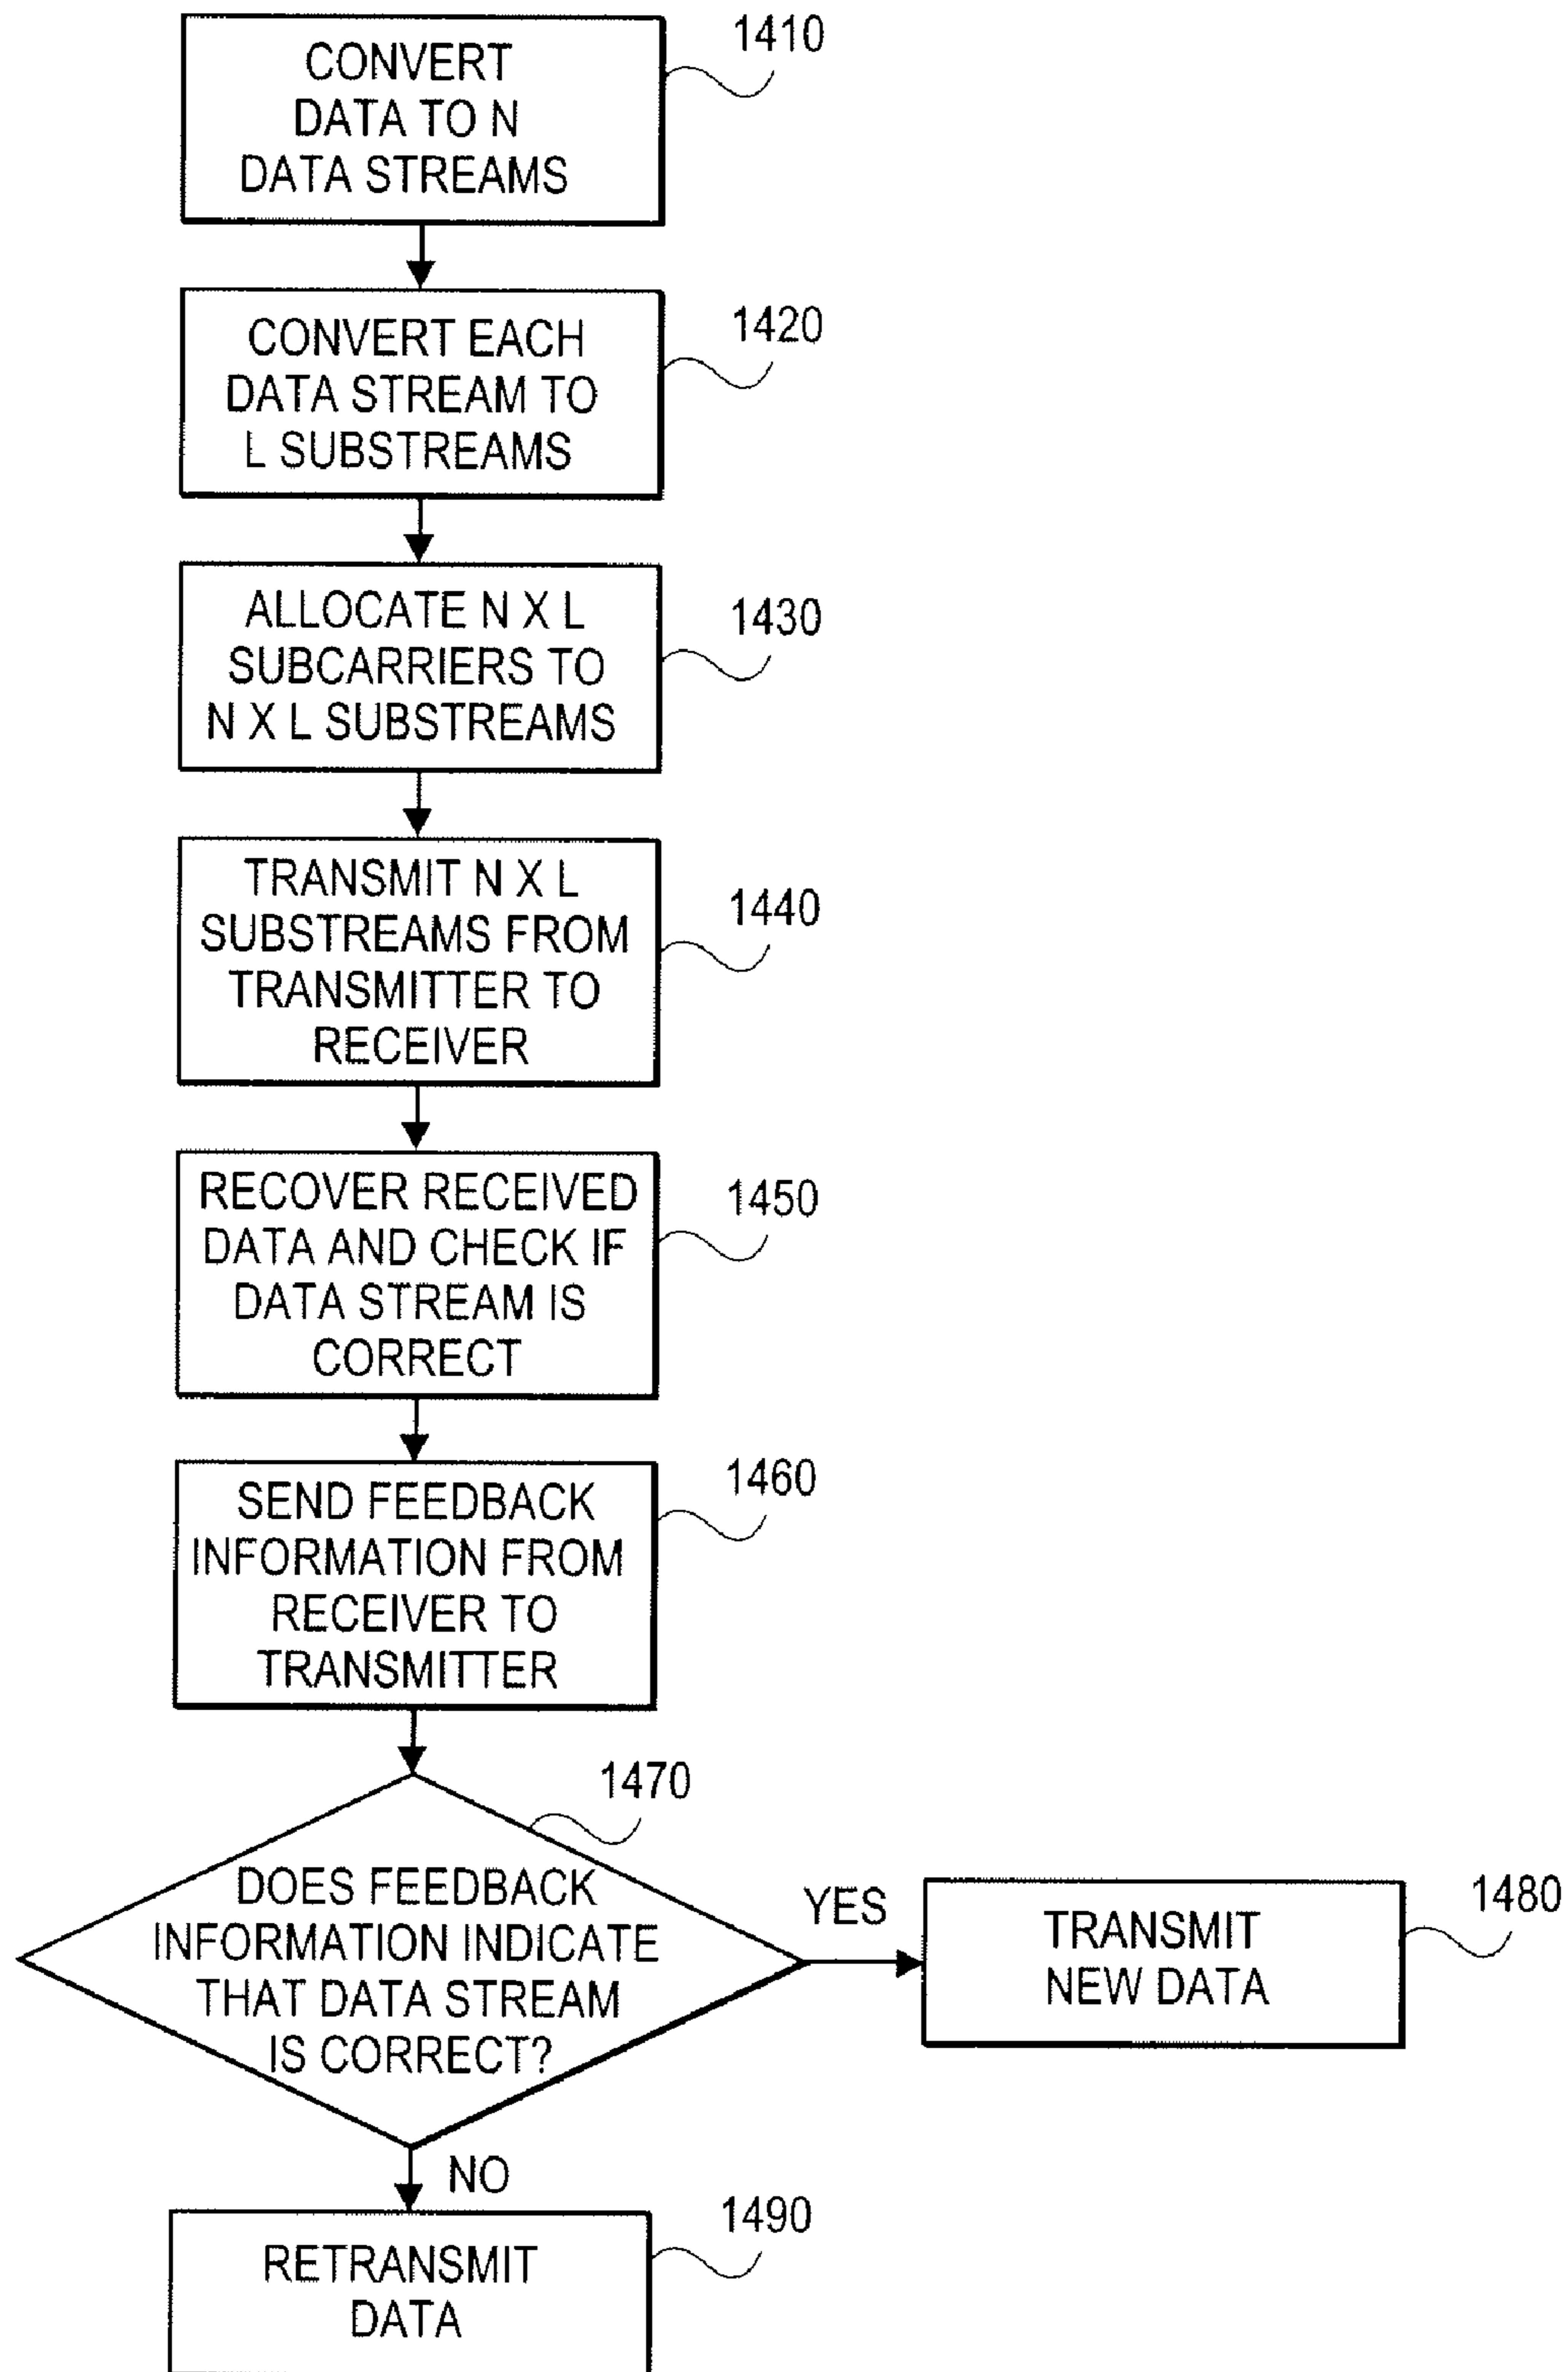 1410
CONVERT
DATA TO N
DATA STREAMS
1420
CONVERT EACH
DATA STREAM TO
L SUBSTREAMS
1430
ALLOCATE N X L
SUBCARRIERS TO
N X L SUBSTREAMS
1440
TRANSMIT N X L
SUBSTREAMS FROM
TRANSMITTER TO
RECEIVER
1450
RECOVER RECEIVED
DATA AND CHECK IF
DATA STREAM IS
CORRECT
1460
SEND FEEDBACK
INFORMATION FROM
RECEIVER TO
TRANSMITTER
1470
DOES FEEDBACK
INFORMATION INDICATE
THAT DATA STREAM
IS CORRECT?
YES
1480
TRANSMIT
NEW DATA
NO
1490
RETRANSMIT
DATA